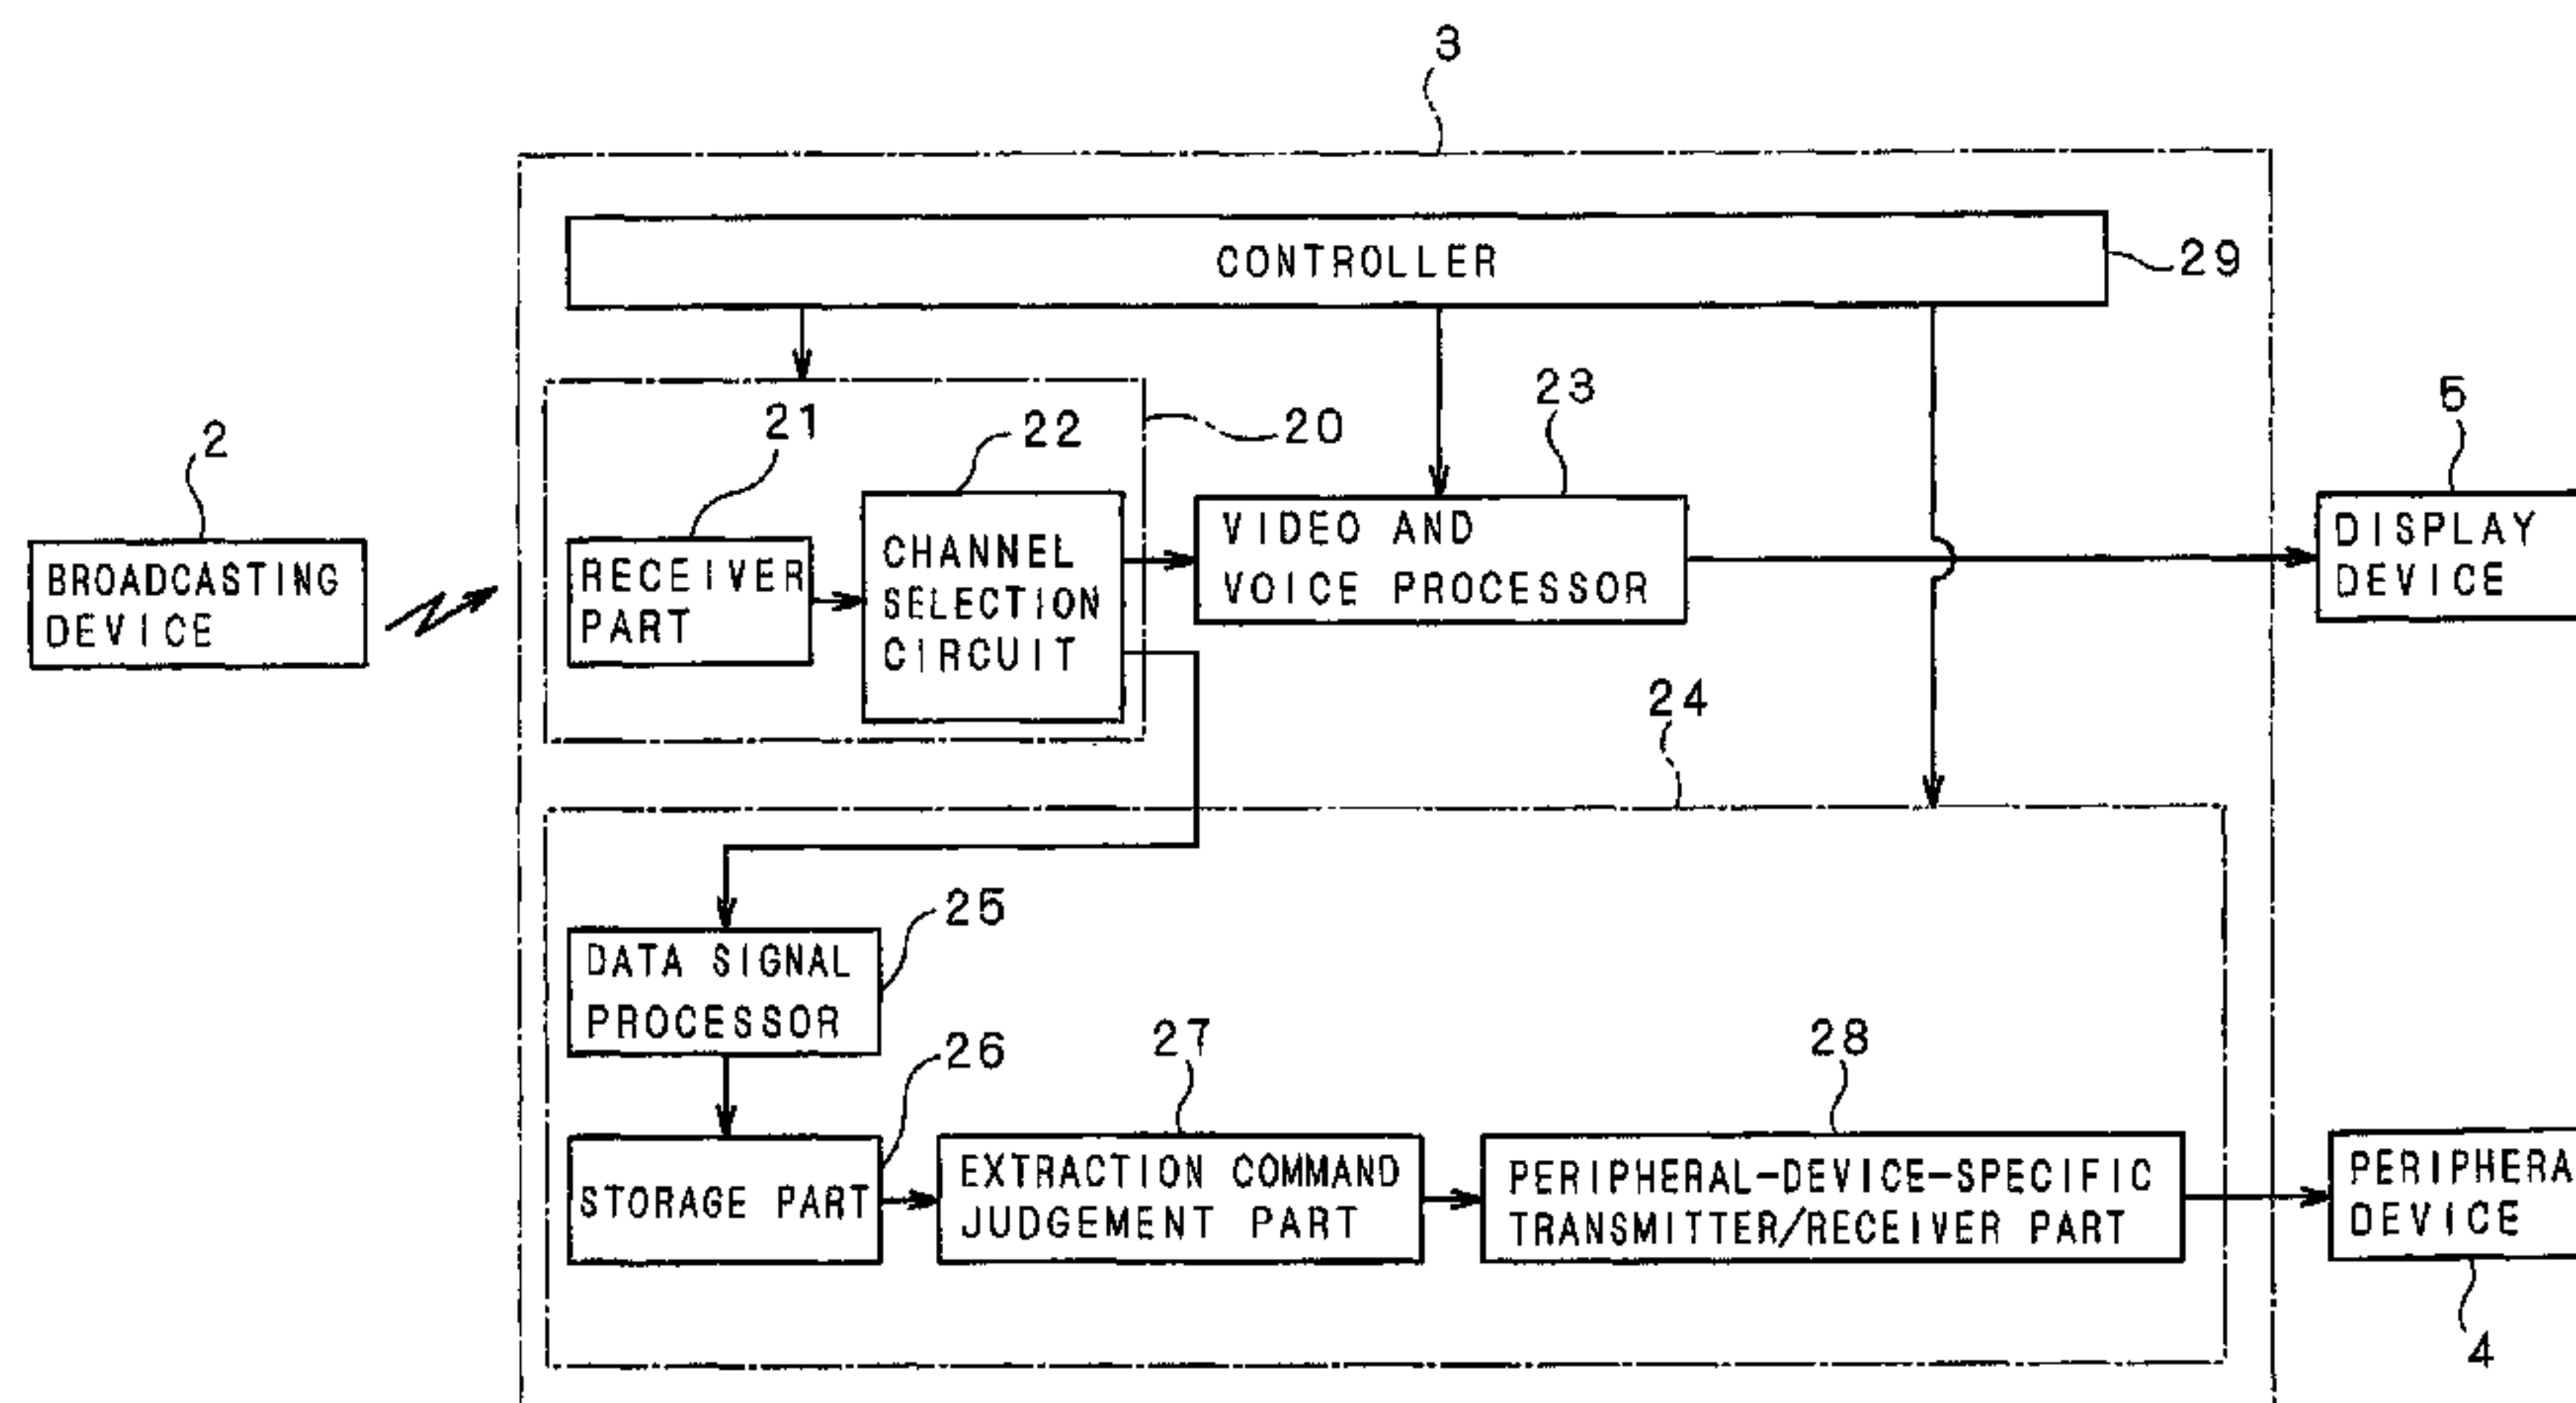 3
CONTROLLER
29
2
BROADCASTING
DEVICE
21
RECEIVER
PART
22
CHANNEL
SELECTION
CIRCUIT
20
23
VIDEO AND
VOICE PROCESSOR
5
DISPLAY
DEVICE
24
25
DATA SIGNAL
PROCESSOR
26
STORAGE PART
27
EXTRACTION COMMAND
JUDGEMENT PART
28
PERIPHERAL-DEVICE-SPECIFIC
TRANSMITTER/RECEIVER PART
PERIPHERA
DEVICE
4